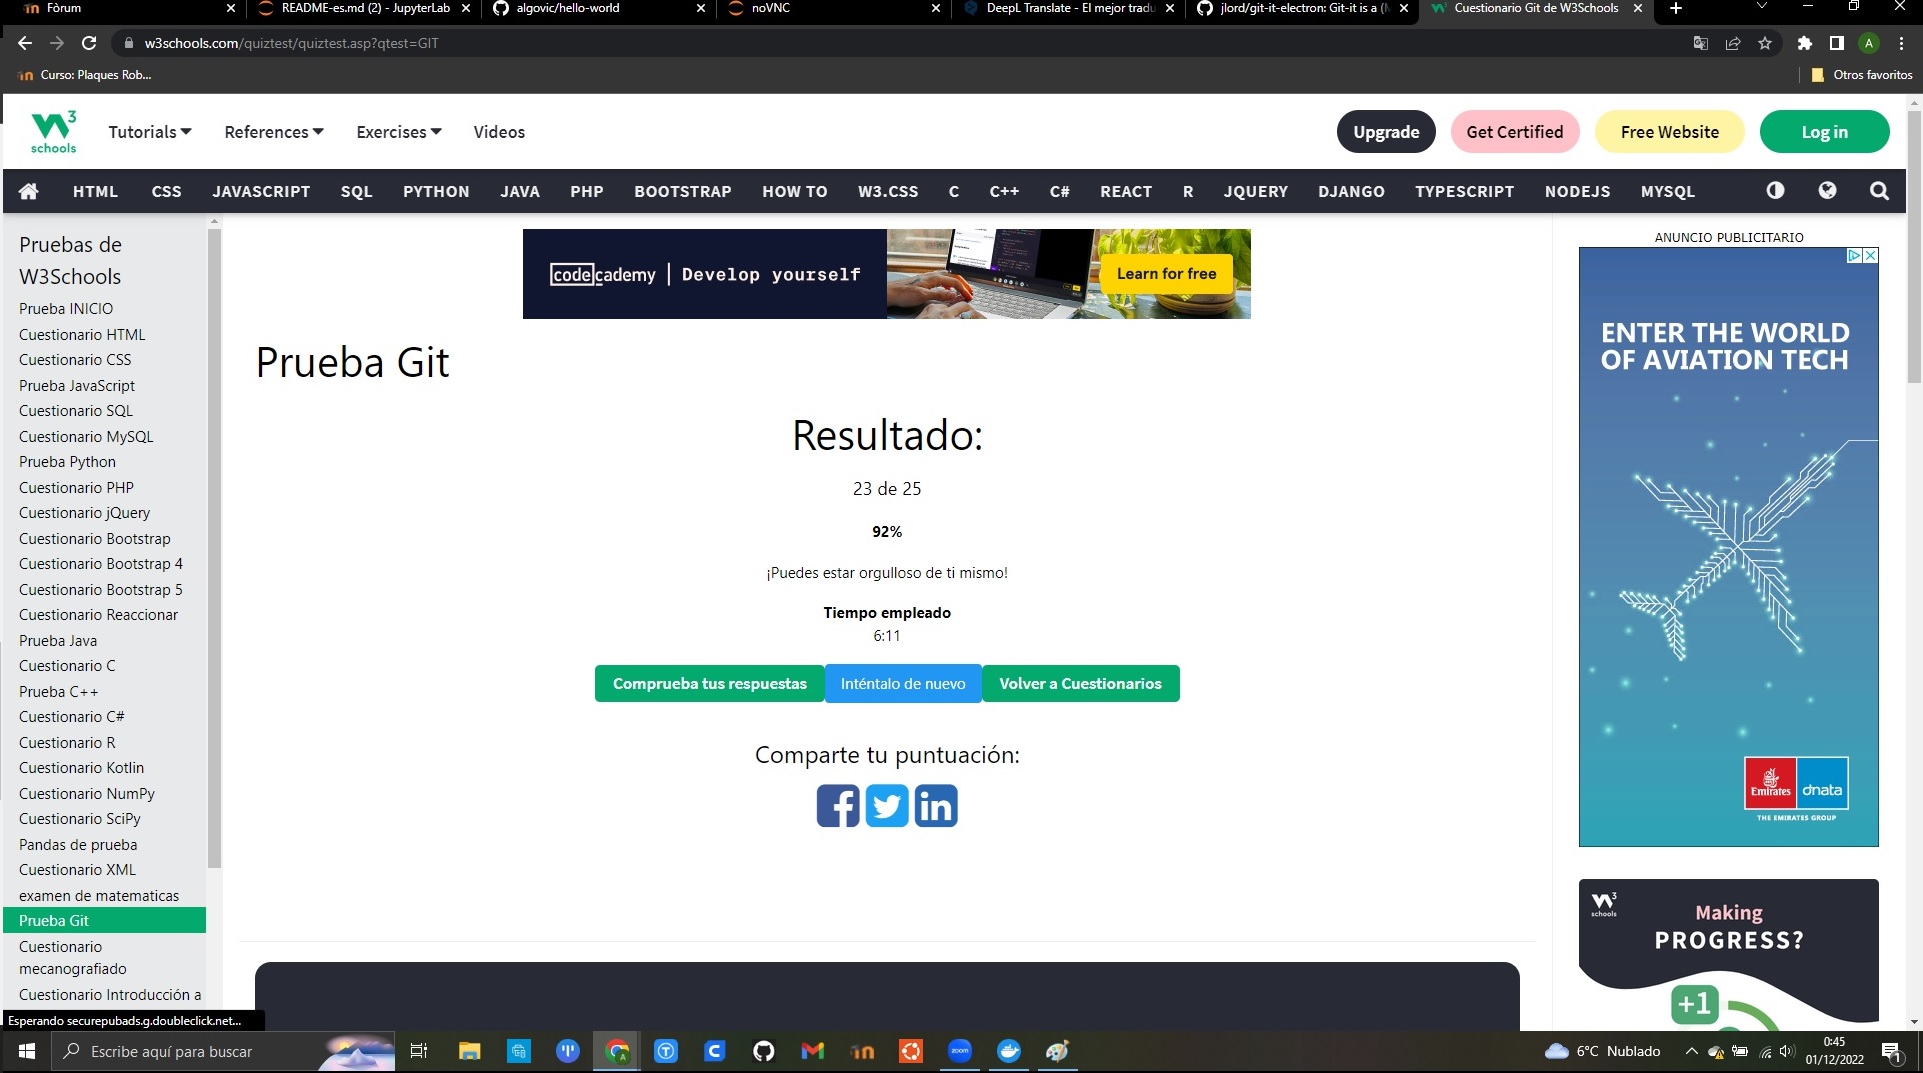 Fòrum
README-es.md (2) - JupyterLab
algovic/hello-world
noVNC
DeepL Translate - El mejor tradu
jlord/git-it-electron: Git-it is a (
Cuestionario Git de W3Schools
w3schools.com/quiztest/quiztest.asp?qtest=GIT
A
Curso: Plaques Rob...
Otros favoritos
3
schools
Tutorials
References
Exercises
Videos
Upgrade
Get Certified
Free Website
Log in
HTML
CSS
JAVASCRIPT
SQL
PYTHON
JAVA
PHP
BOOTSTRAP
HOW TO
W3.CSS
C
C++
C#
REACT
R
JQUERY
DJANGO
TYPESCRIPT
NODEJS
MYSQL
Pruebas de
W3Schools
Prueba INICIO
Cuestionario HTML
Cuestionario CSS
Prueba JavaScript
Cuestionario SQL
Cuestionario MySQL
Prueba Python
Cuestionario PHP
Cuestionario jQuery
Cuestionario Bootstrap
Cuestionario Bootstrap 4
Cuestionario Bootstrap 5
Cuestionario Reaccionar
Prueba Java
Cuestionario C
Prueba C++
Cuestionario C#
Cuestionario R
Cuestionario Kotlin
Cuestionario NumPy
Cuestionario SciPy
Pandas de prueba
Cuestionario XML
examen de matematicas
Prueba Git
Cuestionario
mecanografiado
Cuestionario Introducción a
Esperando securepubads.g.doubleclick.net...
codecademy | Develop yourself
Learn for free
Prueba Git
Resultado:
23 de 25
92%
¡Puedes estar orgulloso de ti mismo!
Tiempo empleado
6:11
Comprueba tus respuestas
Inténtalo de nuevo
Volver a Cuestionarios
Comparte tu puntuación:
ANUNCIO PUBLICITARIO
ENTER THE WORLD
OF AVIATION TECH
Emirates
dnata
THE EMIRATES GROUP
3
schools
Making
PROGRESS?
+1
Escribe aquí para buscar
zoom
6°C Nublado
0:45
01/12/2022
1